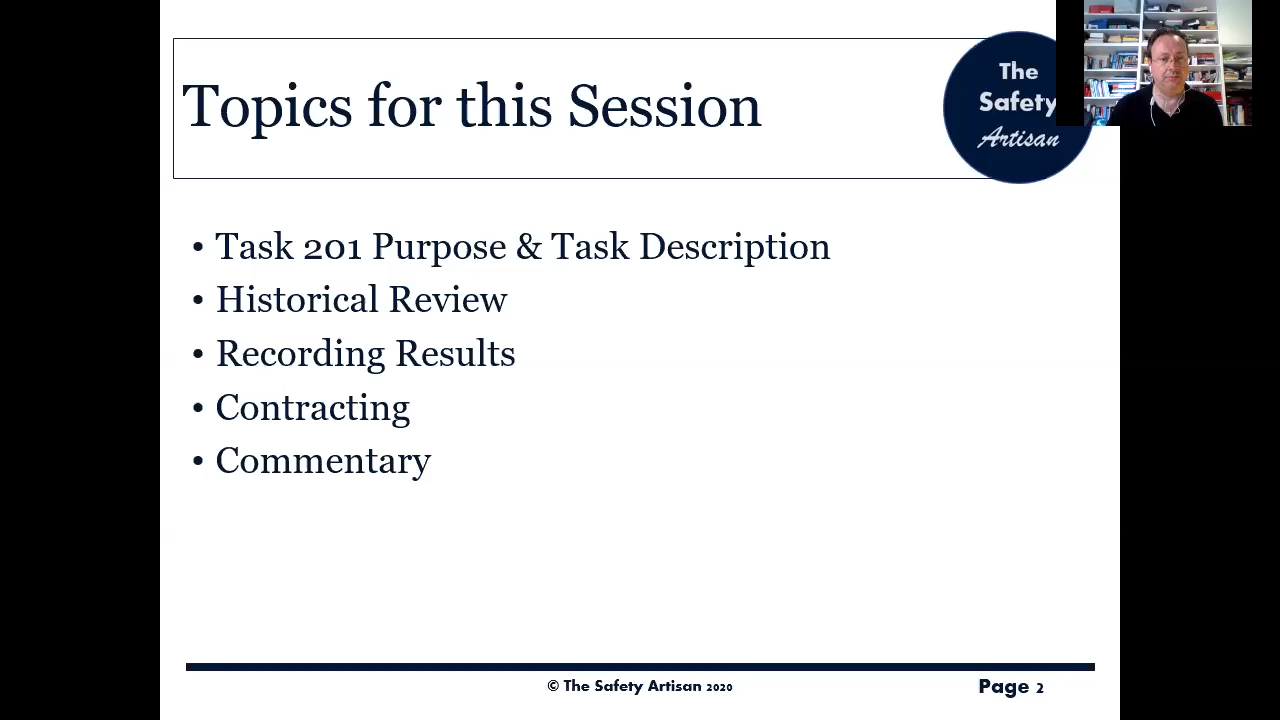 Topics for this Session
The
Safety
Artisan
• Task 201 Purpose & Task Description
• Historical Review
• Recording Results
• Contracting
• Commentary
© The Safety Artisan 2020
Page 2